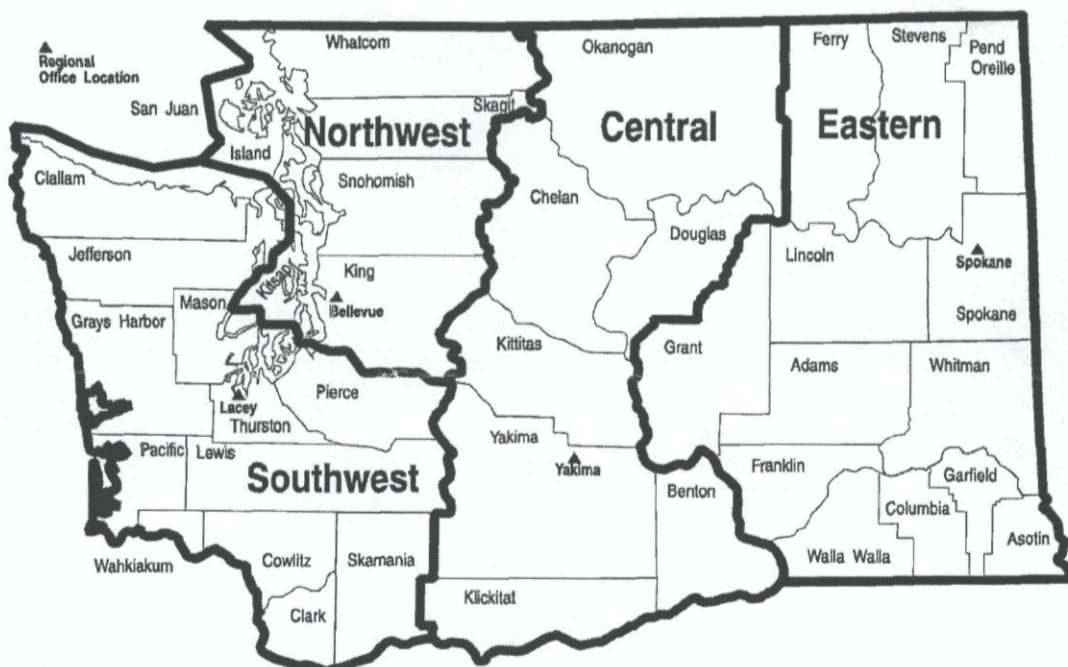 Whatcom
Okanogan
Ferry
Stevens
Pend
Oreille
Regional
Office Location
San Juan
Skagit
Northwest
Central
Eastern
Island
Clallam
Snohomish
Chelan
Jefferson
Douglas
Lincoln
Spokane
King
Kitsap
Mason
Bellevue
Grays Harbor
Spokane
Kittitas
Grant
Adams
Whitman
Pierce
Lacey
Thurston
Pacific
Lewis
Yakima
Yakima
Southwest
Benton
Franklin
Garfield
Columbia
Asotin
Wahkiakum
Cowlitz
Skamania
Walla Walla
Klickitat
Clark